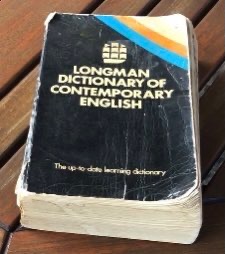 LONGMAN
DICTIONARY OF
CONTEMPORARY
ENGLISH
The up-to-date learning dictionary